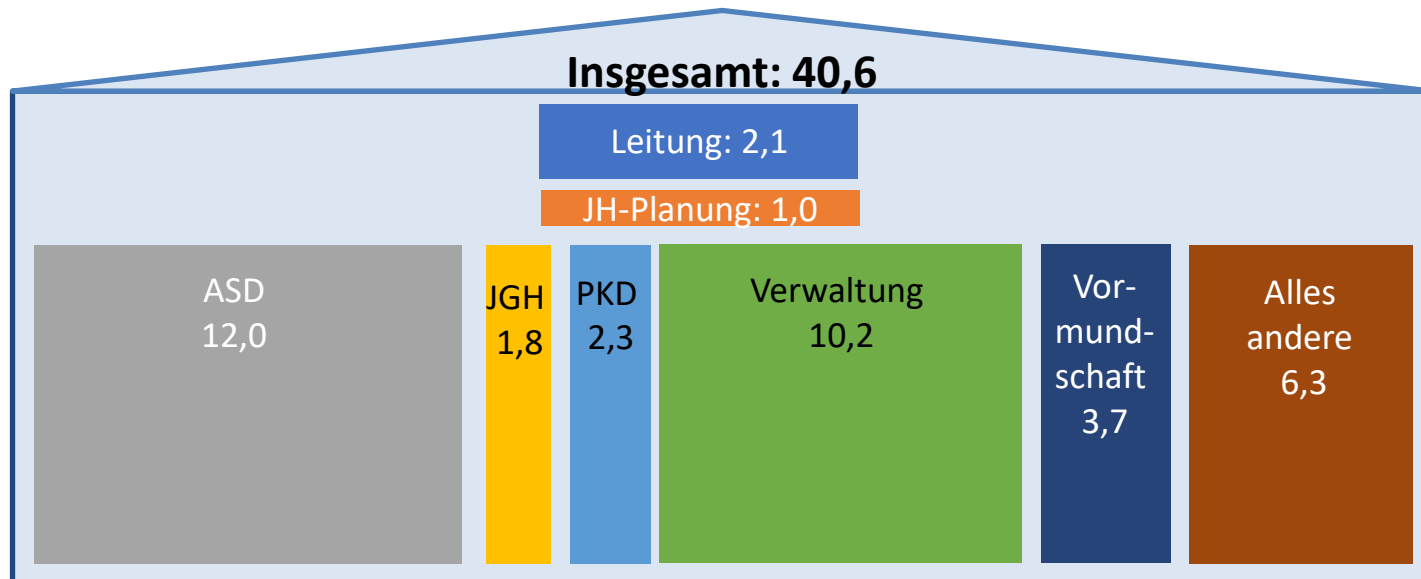 Insgesamt: 40,6
Leitung: 2,1
JH-Planung: 1,0
ASD
12,0
JGH
1,8
PKD
2,3
Verwaltung
10,2
Vor-
mund-
schaft
3,7
Alles
andere
6,3